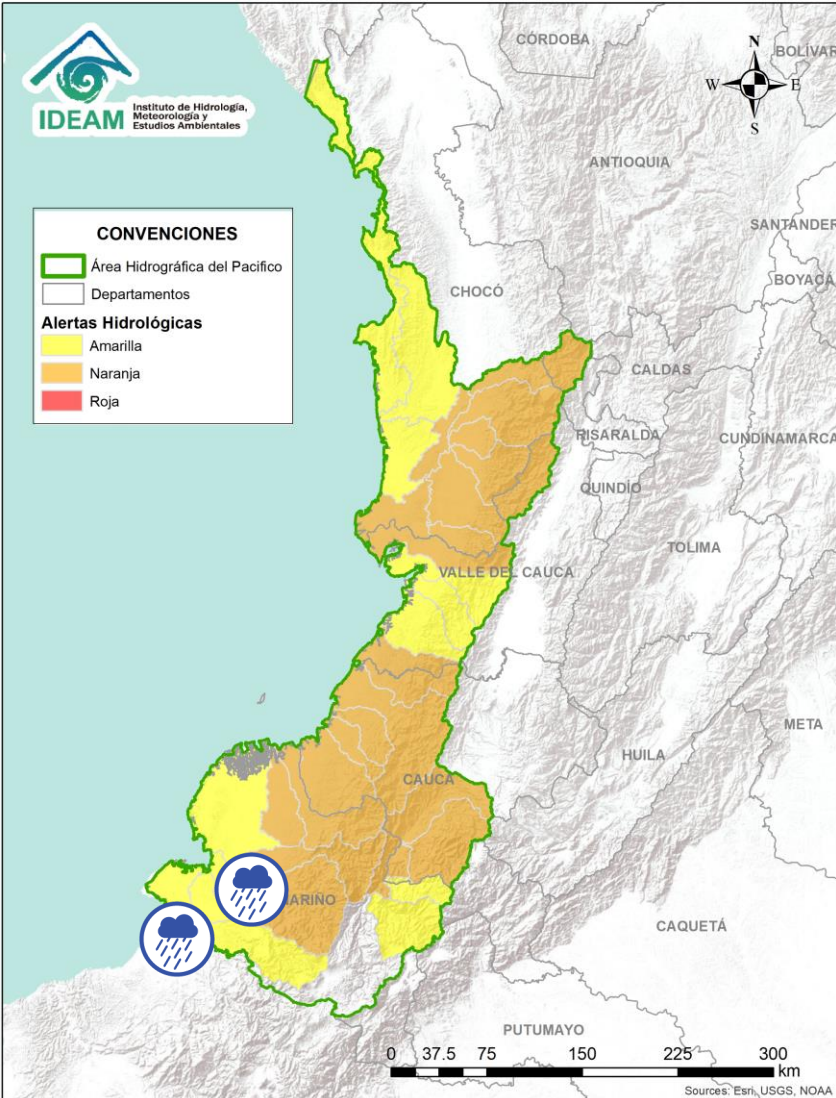 IDEAM
Instituto de Hidrología,
Meteorología y
Estudios Ambientales
CONVENCIONES
Área Hidrográfica del Pacifico
Departamentos
Alertas Hidrológicas
Amarilla
Naranja
Roja
N
W
E
S
CÓRDOBA
BOLÍVAR
ANTIOQUIA
SANTANDER
BOYACÁ
CHOCÓ
CALDAS
RISARALDA
CUNDINAMARCA
QUINDÍO
TOLIMA
VALLE DEL CAUCA
META
HUILA
CAUCA
ARIÑO
CAQUETÁ
PUTUMAYO
0 37.5 75 150 225 300
km
Sources: Esri, USGS, NOAA